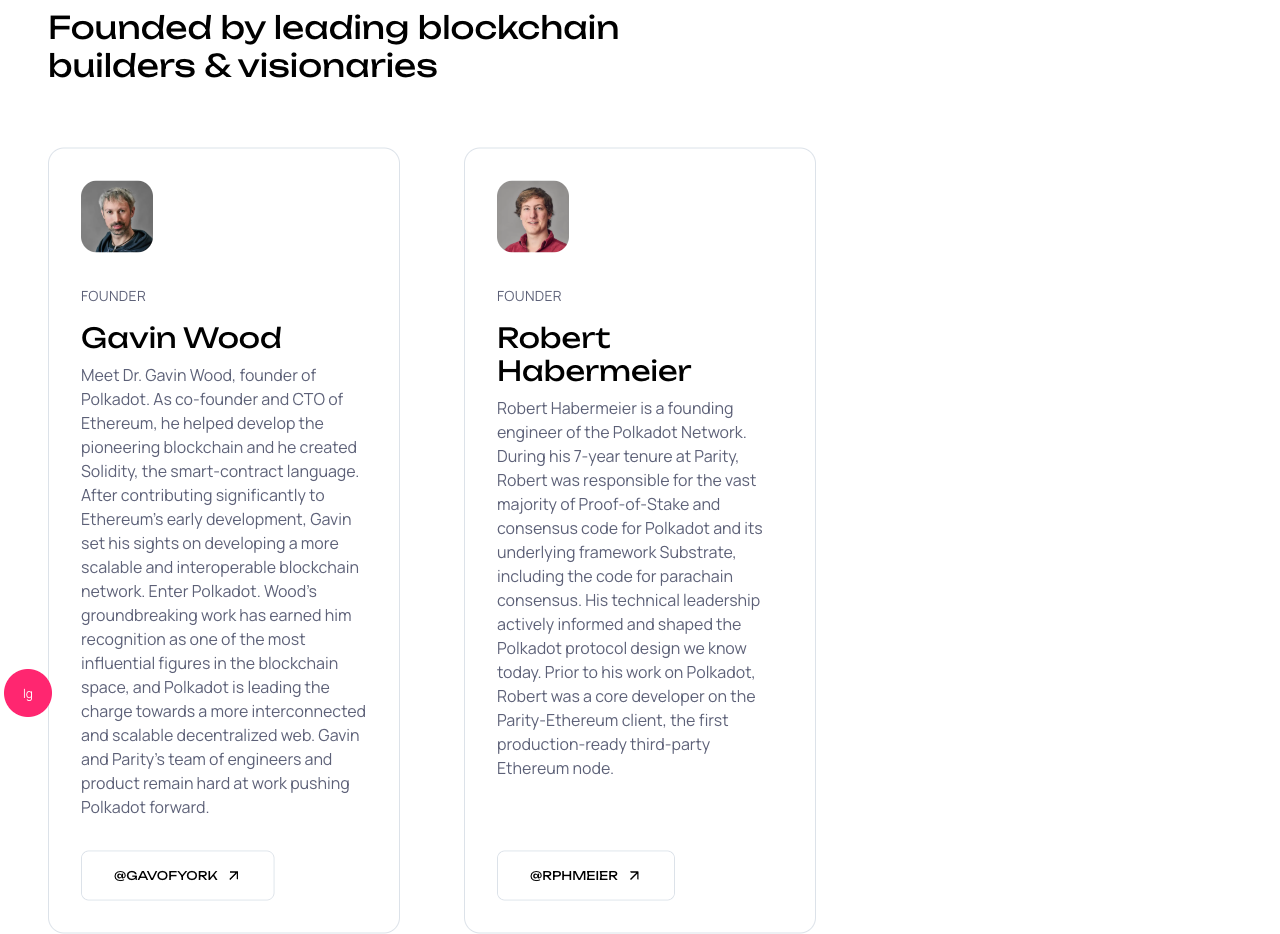 Founded by leading blockchain
builders & visionaries
FOUNDER
Gavin Wood
Meet Dr. Gavin Wood, founder of
Polkadot. As co-founder and CTO of
Ethereum, he helped develop the
pioneering blockchain and he created
Solidity, the smart-contract language.
After contributing significantly to
Ethereum's early development, Gavin
set his sights on developing a more
scalable and interoperable blockchain
network. Enter Polkadot. Wood's
groundbreaking work has earned him
recognition as one of the most
influential figures in the blockchain
space, and Polkadot is leading the
charge towards a more interconnected
and scalable decentralized web. Gavin
and Parity's team of engineers and
product remain hard at work pushing
Polkadot forward.
@GAVOFYORK
FOUNDER
Robert
Habermeier
Robert Habermeier is a founding
engineer of the Polkadot Network.
During his 7-year tenure at Parity,
Robert was responsible for the vast
majority of Proof-of-Stake and
consensus code for Polkadot and its
underlying framework Substrate,
including the code for parachain
consensus. His technical leadership
actively informed and shaped the
Polkadot protocol design we know
today. Prior to his work on Polkadot,
Robert was a core developer on the
Parity-Ethereum client, the first
production-ready third-party
Ethereum node.
@RPHMEIER
lg